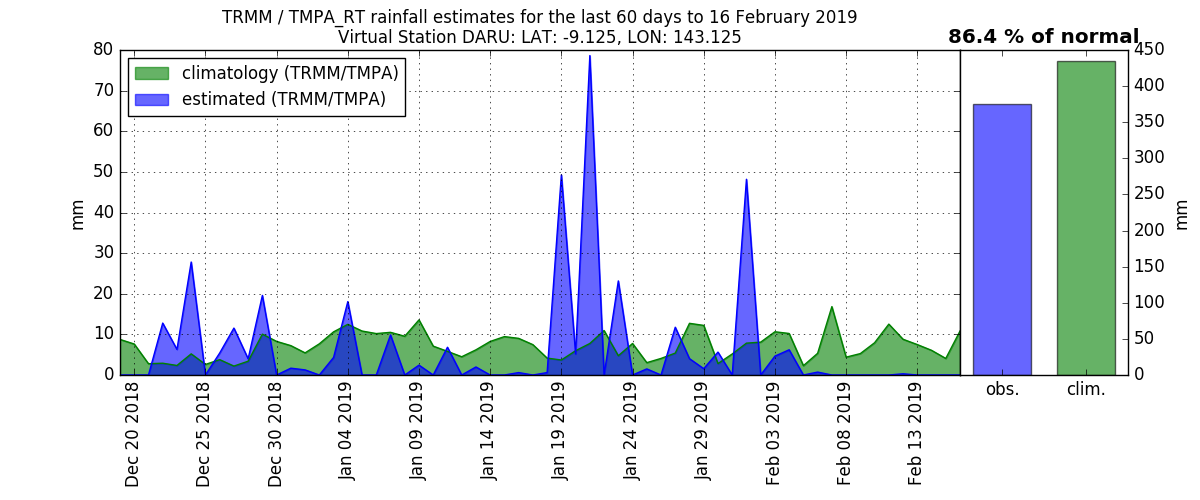 TRMM / TMPA_RT rainfall estimates for the last 60 days to 16 February 2019
Virtual Station DARU: LAT: -9.125, LON: 143.125
86.4 % of normal
climatology (TRMM/TMPA)
estimated (TRMM/TMPA)
80
70
60
50
40
30
20
10
0
mm
Dec 20 2018
Dec 25 2018
Dec 30 2018
Jan 04 2019
Jan 09 2019
Jan 14 2019
Jan 19 2019
Jan 24 2019
Jan 29 2019
Feb 03 2019
Feb 08 2019
Feb 13 2019
obs.
clim.
450
400
350
300
250
200
150
100
50
0
mm